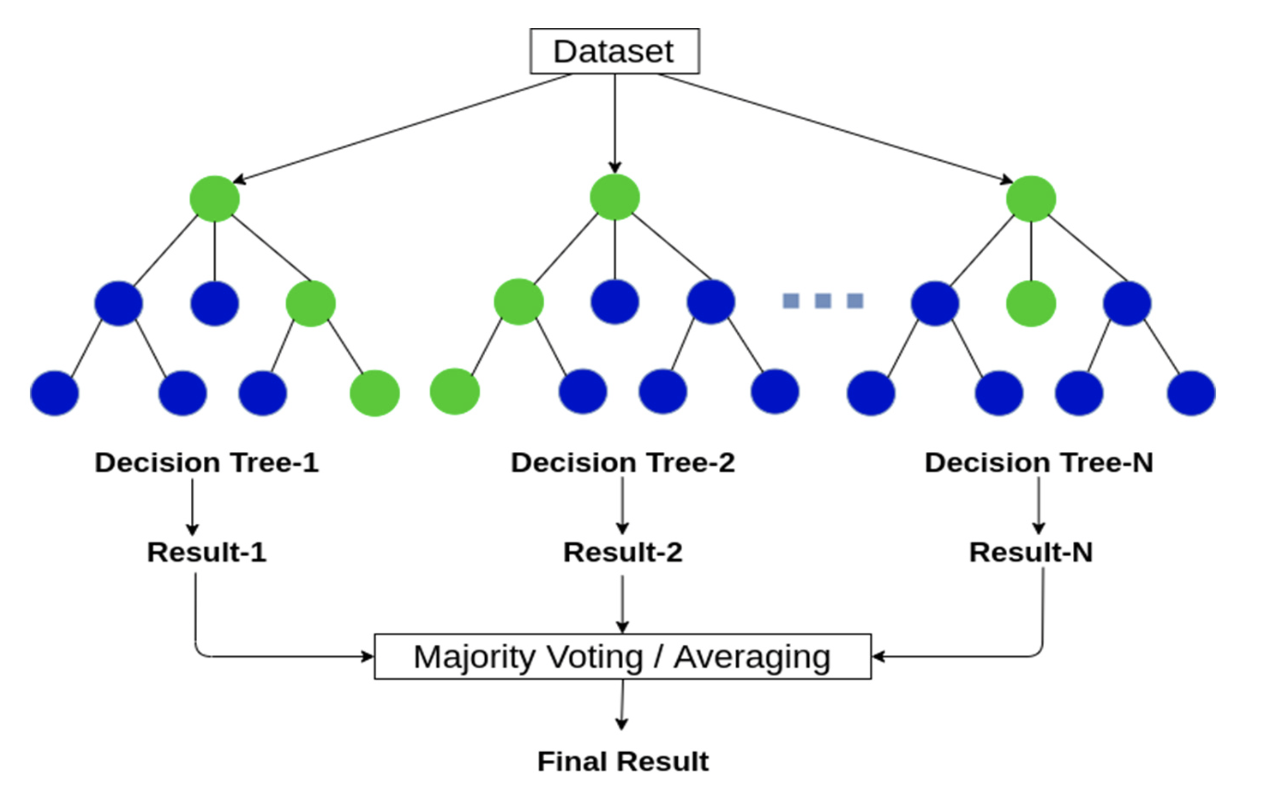 Dataset
Decision Tree-1
Decision Tree-2
Decision Tree-N
Result-1
Result-2
Result-N
Majority Voting / Averaging
Final Result